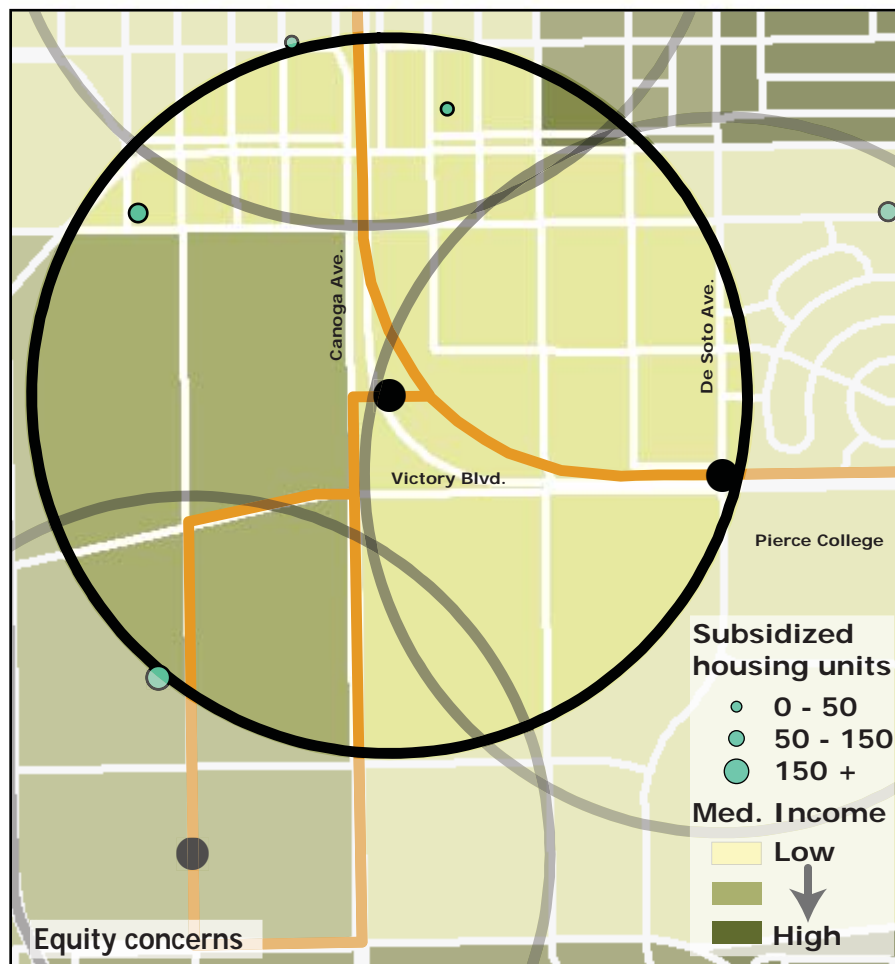 Canoga Ave.
De Soto Ave.
Victory Blvd.
Pierce College
Subsidized
housing units
0 - 50
50 - 150
150 +
Med. Income
Low
High
Equity concerns